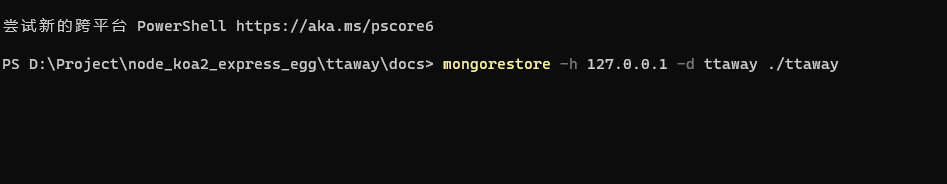 尝试新的跨平台 PowerShell https://aka.ms/pscore6
PS D:\Project\node_koa2_express_egg\ttaway\docs> mongorestore -h 127.0.0.1 -d ttaway ./ttaway